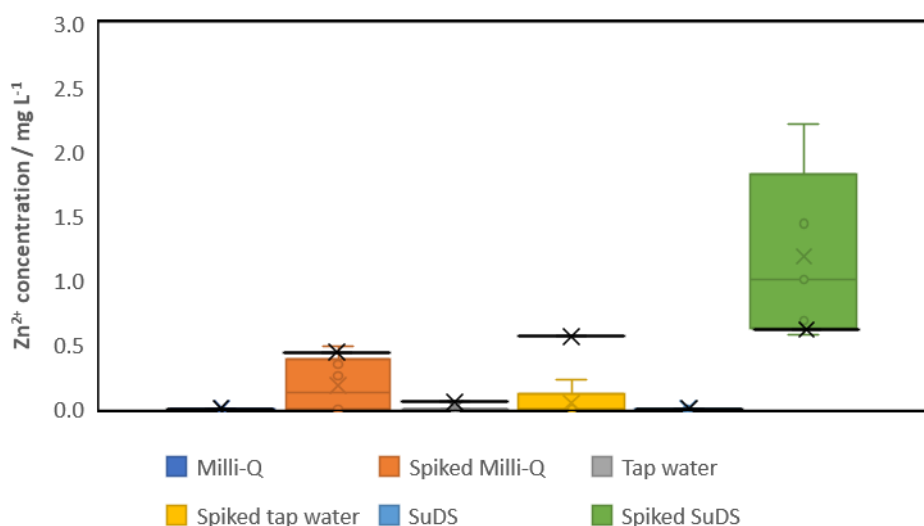 3.0
2.5
2.0
1.5
1.0
0.5
0.0
Zn²⁺ concentration / mg L⁻¹
Milli-Q
Spiked Milli-Q
Tap water
Spiked tap water
SuDS
Spiked SuDS